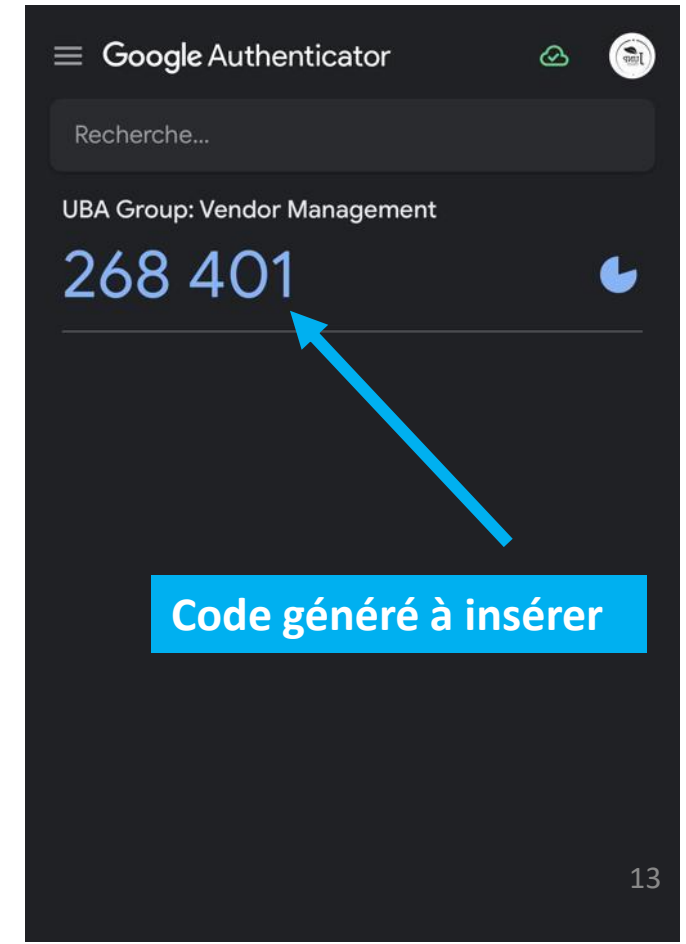 Google Authenticator
Recherche...
UBA Group: Vendor Management
268 401
Code généré à insérer
13